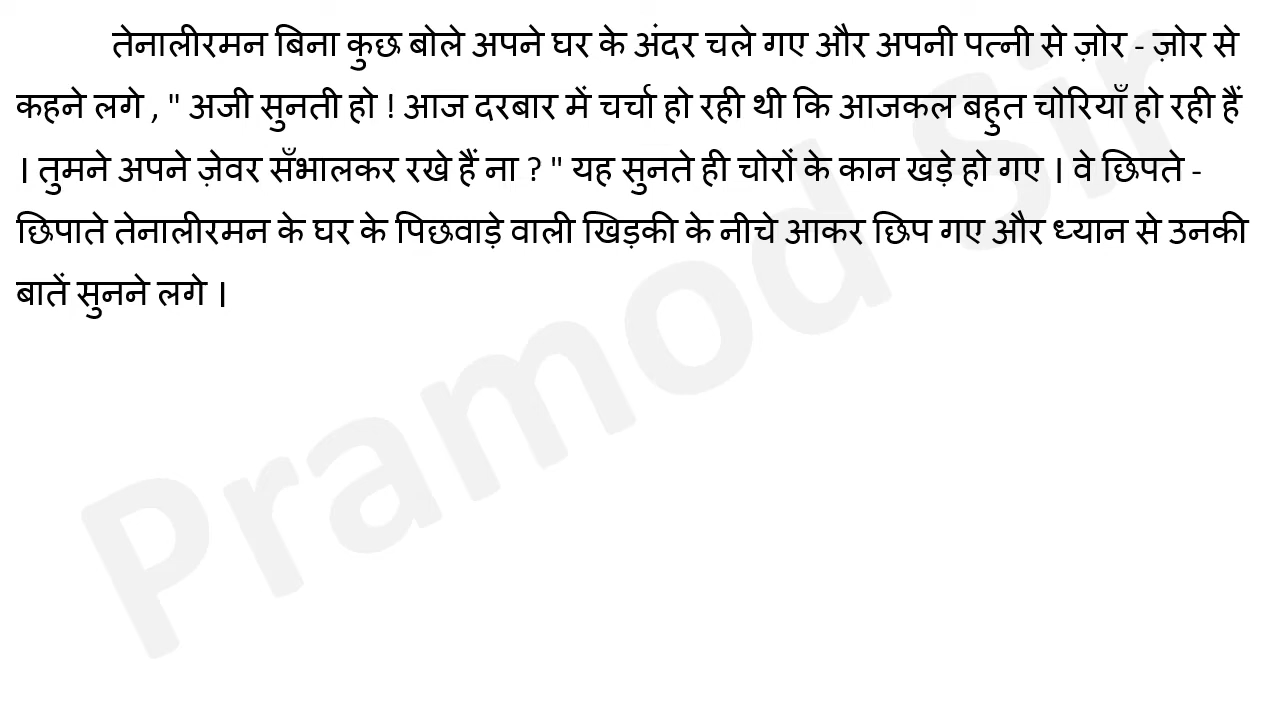 तेनालीरमन बिना कुछ बोले अपने घर के अंदर चले गए और अपनी पत्नी से ज़ोर - ज़ोर से
कहने लगे , " अजी सुनती हो ! आज दरबार में चर्चा हो रही थी कि आजकल बहुत चोरियाँ हो रही हैं
। तुमने अपने ज़ेवर सँभालकर रखे हैं ना ? " यह सुनते ही चोरों के कान खड़े हो गए । वे छिपते -
छिपाते तेनालीरमन के घर के पिछवाड़े वाली खिड़की के नीचे आकर छिप गए और ध्यान से उनकी
बातें सुनने लगे ।
Pramod Sir